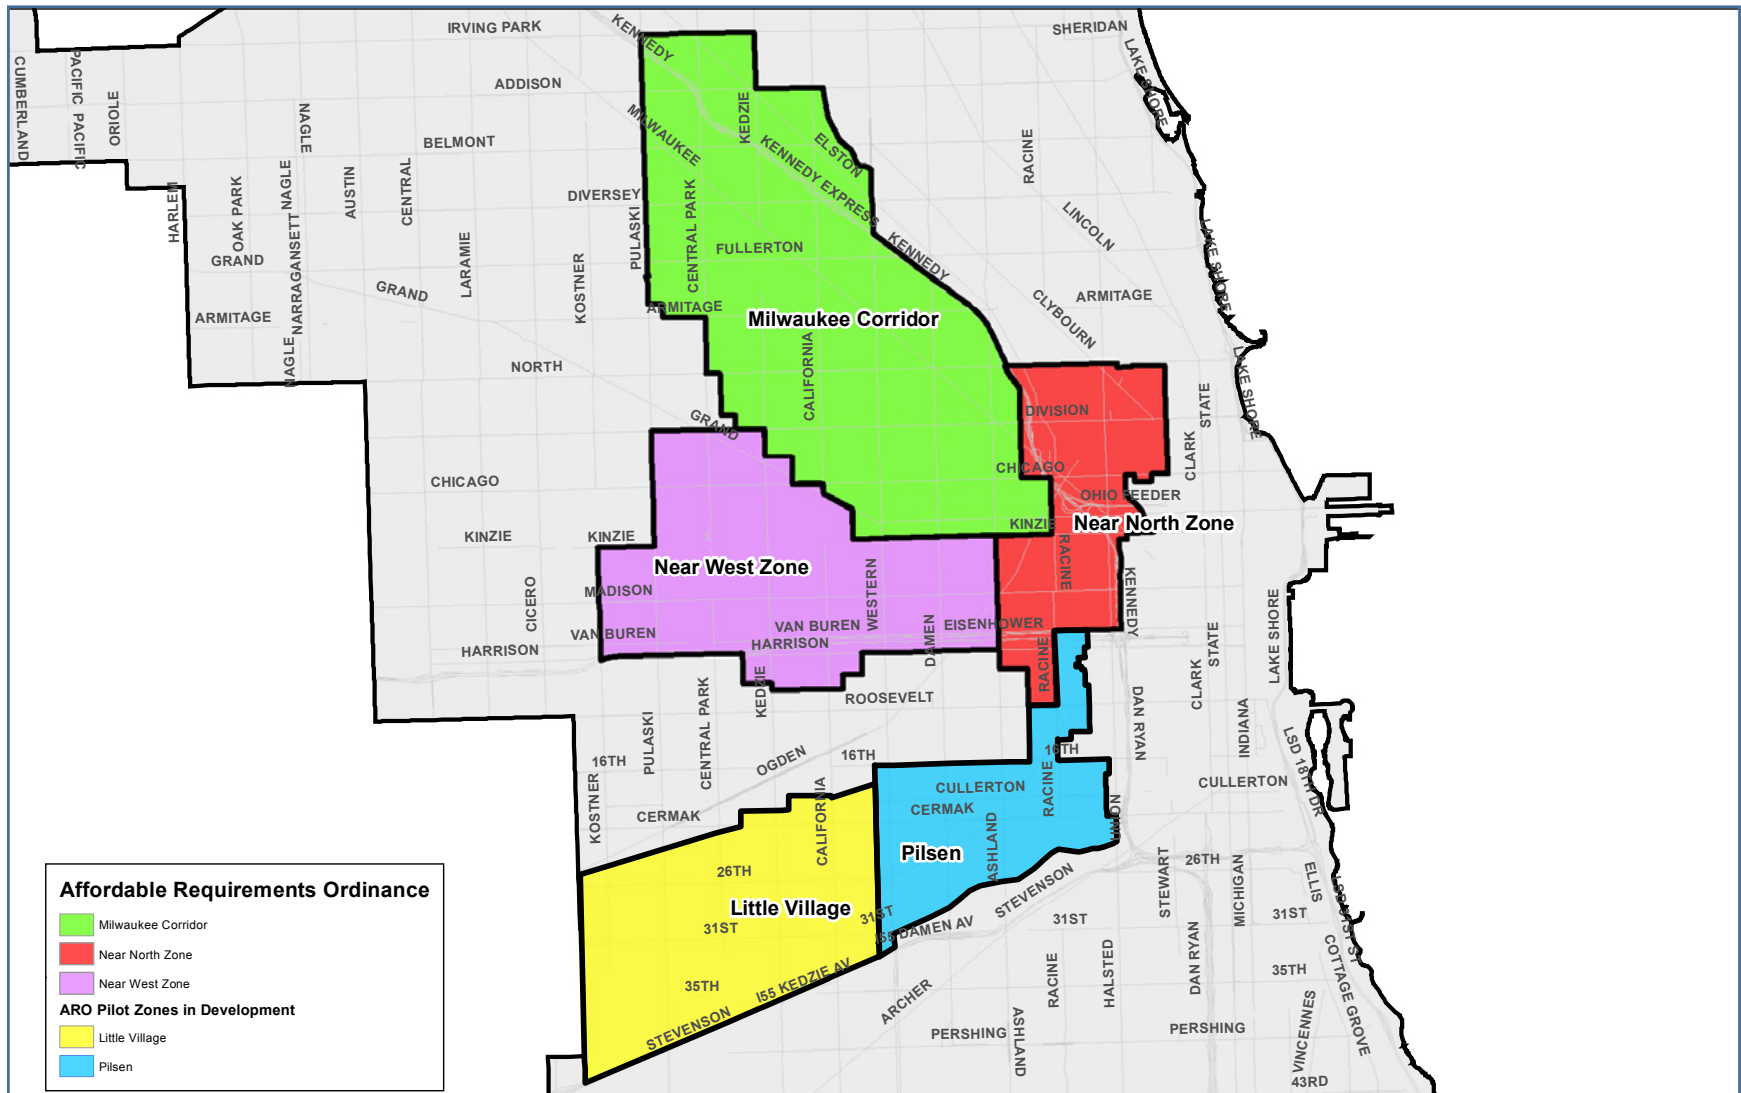 IRVING PARK
KENNEDY
SHERIDAN
LAKE SHORE
CUMBERLAND
PACIFIC
PACIFIC
ORIOLE
ADDISON
NAGLE
BELMONT
MILWAUKEE
KEDZIE
KENNEDY EXPRESS
ELSTON
RACINE
HARLEM
OAK PARK
NAGLE
NARRAGANSETT
AUSTIN
CENTRAL
DIVERSEY
PULASKI
CENTRAL PARK
LINCOLN
LAKE SHORE
GRAND
LARAMIE
KOSTNER
FULLERTON
KENNEDY
GRAND
ARMITAGE
ARMITAGE
Milwaukee Corridor
CLYBOURN
ARMITAGE
NAGLE
NORTH
CALIFORNIA
LAKE SHORE
GRAND
DIVISION
STATE
CLARK
CHICAGO
CHICAGO
OHIO FEEDER
KINZIE
KINZIE
KINZIE
Near North Zone
Near West Zone
RACINE
CICERO
MADISON
WESTERN
KENNEDY
LAKE SHORE
VAN BUREN
VAN BUREN
EISENHOWER
HARRISON
HARRISON
DAMEN
STATE
RACINE
KEDZIE
ROOSEVELT
CENTRAL PARK
PULASKI
CLARK
DAN RYAN
INDIANA
16TH
OGDEN
16TH
16TH
LSD 18TH DR
KOSTNER
CERMAK
CALIFORNIA
CULLERTON
CERMAK
RACINE
CULLERTON
ASHLAND
Pilsen
26TH
26TH
STEWART
MICHIGAN
ELLIS
LSD 31ST ST
Little Village
31ST
31ST
I55 DAMEN AV
STEVENSON
31ST
31ST
35TH
I55 KEDZIE AV
STEVENSON
ARCHER
RACINE
HALSTED
DAN RYAN
35TH
COTTAGE GROVE
PERSHING
ASHLAND
PERSHING
VINCENNES
43RD
Affordable Requirements Ordinance
Milwaukee Corridor
Near North Zone
Near West Zone
ARO Pilot Zones in Development
Little Village
Pilsen